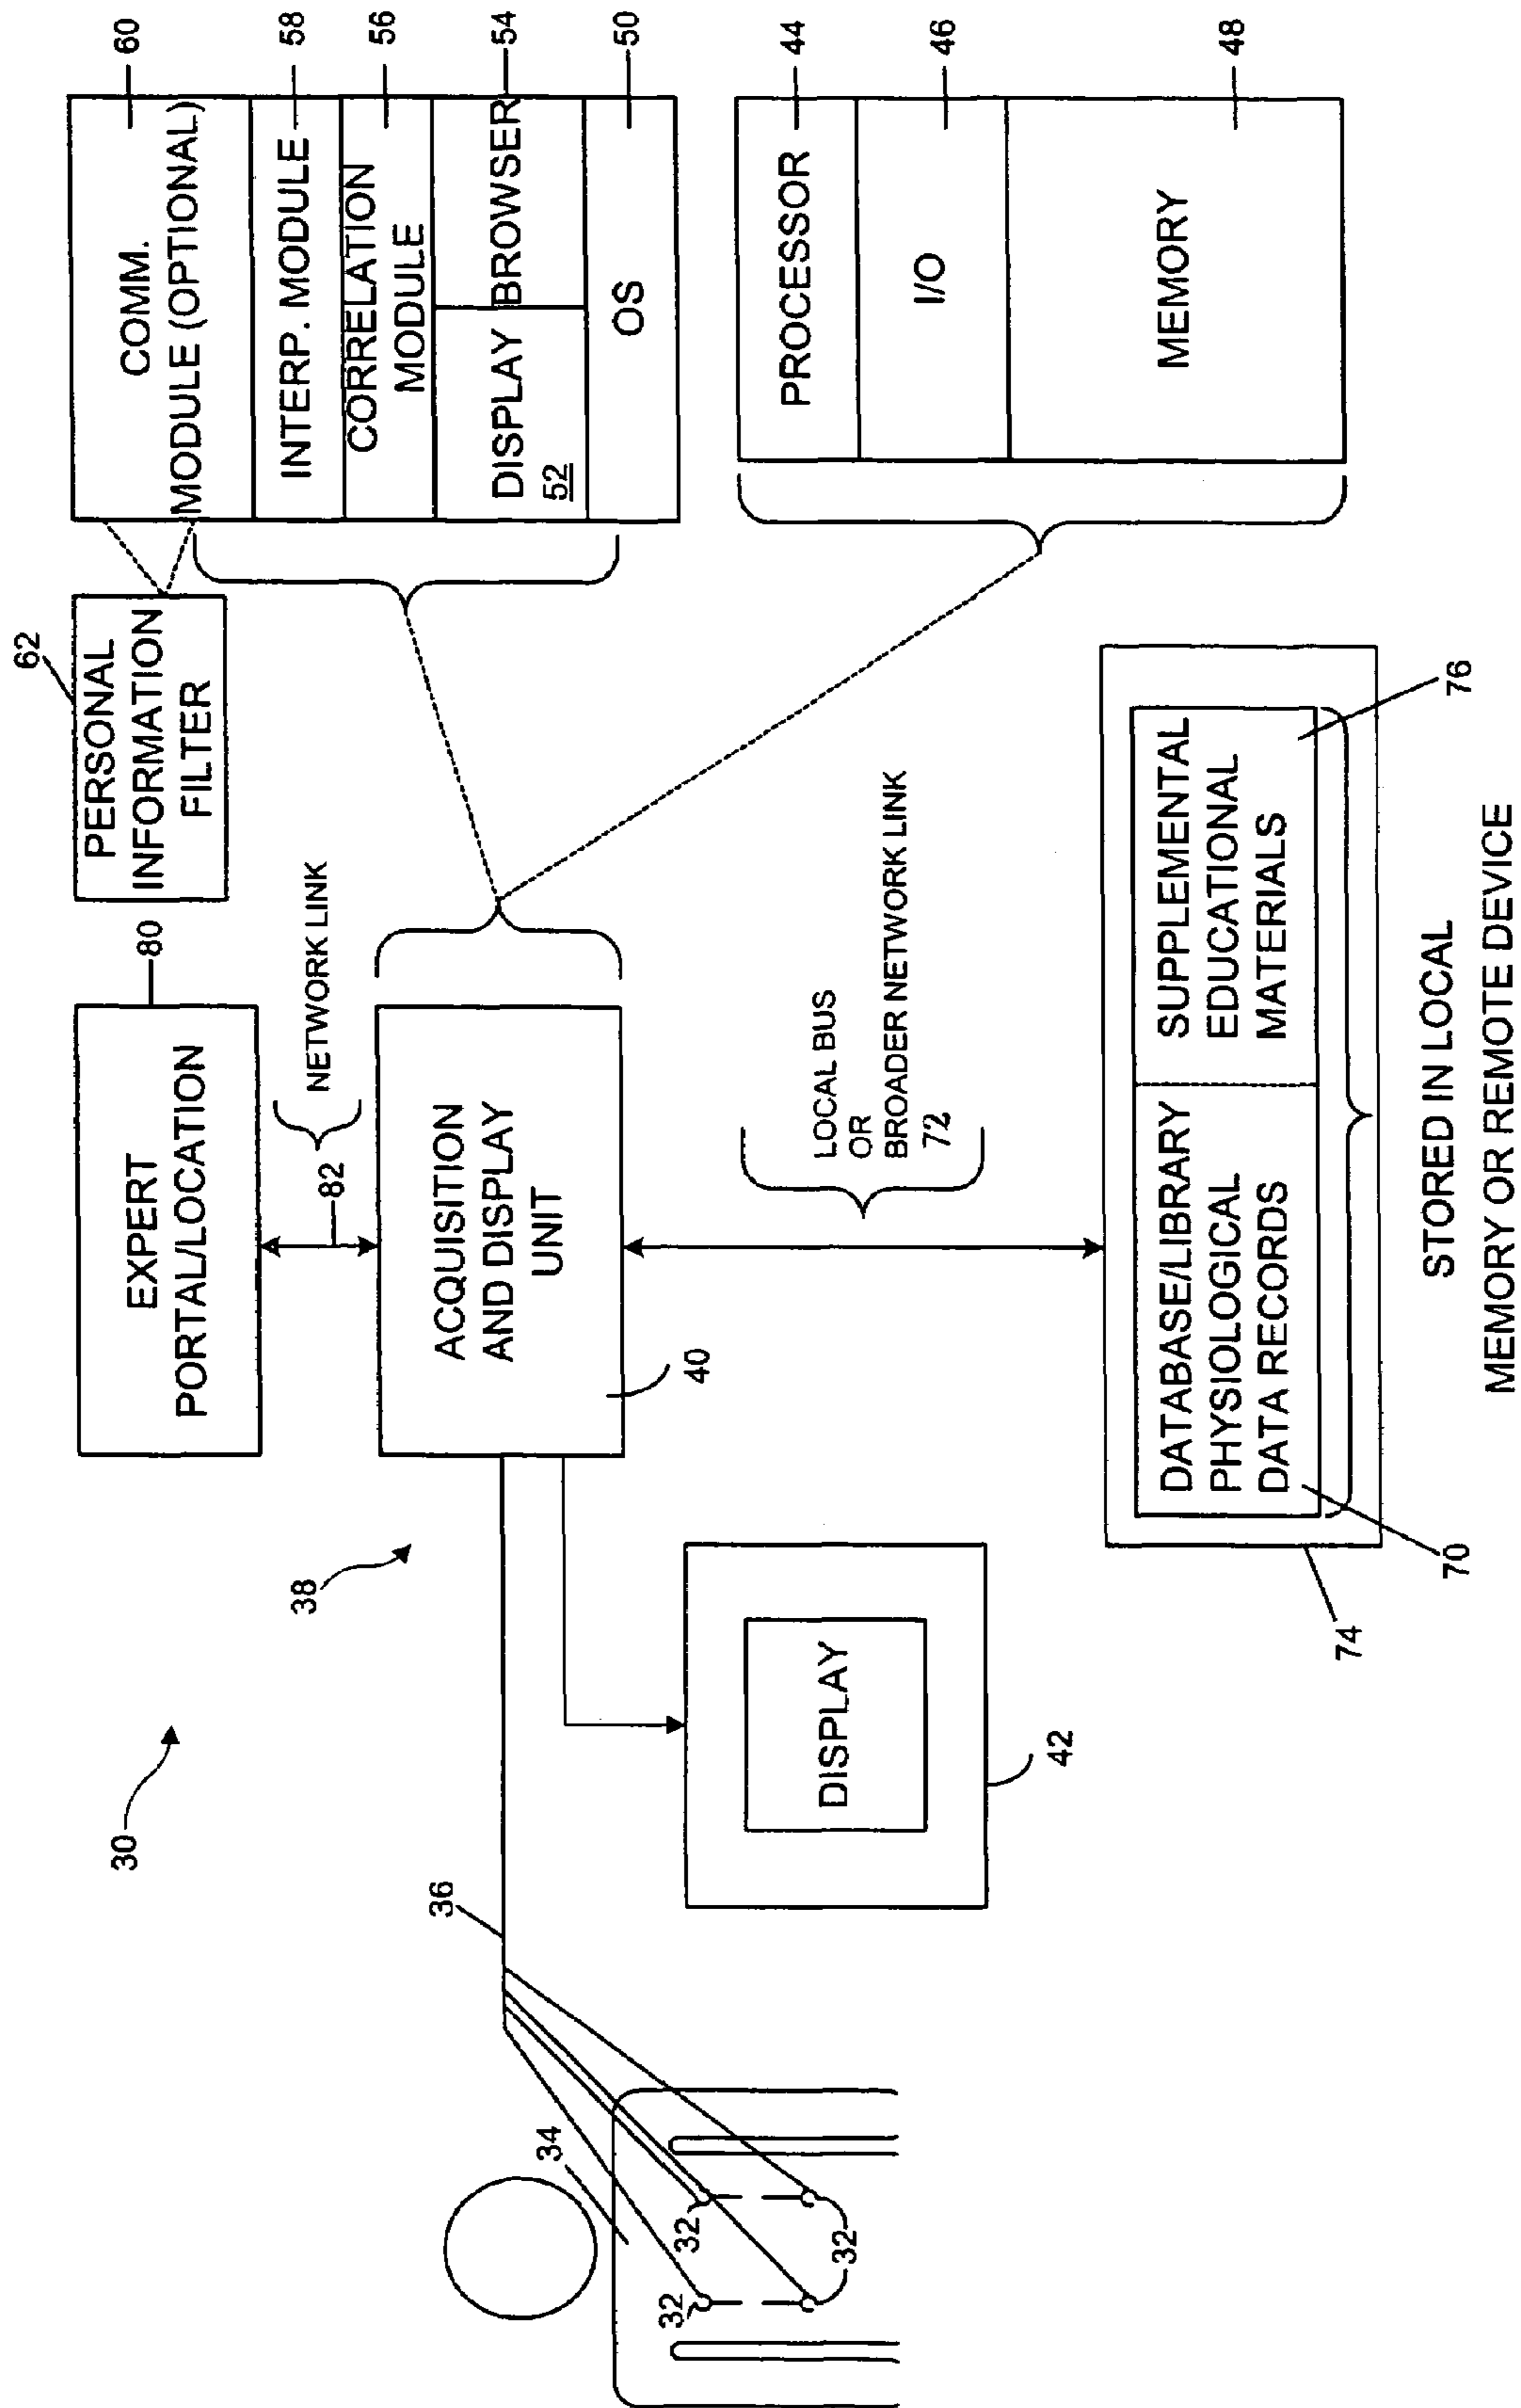 30
36
38
34
32
32
32
EXPERT
PORTAL/LOCATION
80
82
NETWORK LINK
ACQUISITION
AND DISPLAY
UNIT
40
DISPLAY
42
PERSONAL
INFORMATION
FILTER
62
COMM.
MODULE (OPTIONAL)
60
INTERP. MODULE
58
CORRELATION
MODULE
56
DISPLAY
52
BROWSER
54
OS
50
PROCESSOR
44
I/O
46
MEMORY
48
LOCAL BUS
OR
BROADER NETWORK LINK
72
DATABASE/LIBRARY
PHYSIOLOGICAL
DATA RECORDS
SUPPLEMENTAL
EDUCATIONAL
MATERIALS
74
70
76
STORED IN LOCAL
MEMORY OR REMOTE DEVICE